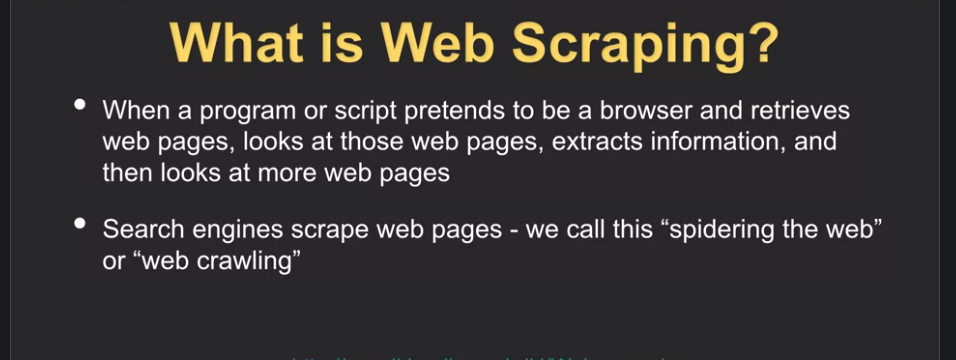 What is Web Scraping?
• When a program or script pretends to be a browser and retrieves
web pages, looks at those web pages, extracts information, and
then looks at more web pages
• Search engines scrape web pages - we call this “spidering the web”
or “web crawling”